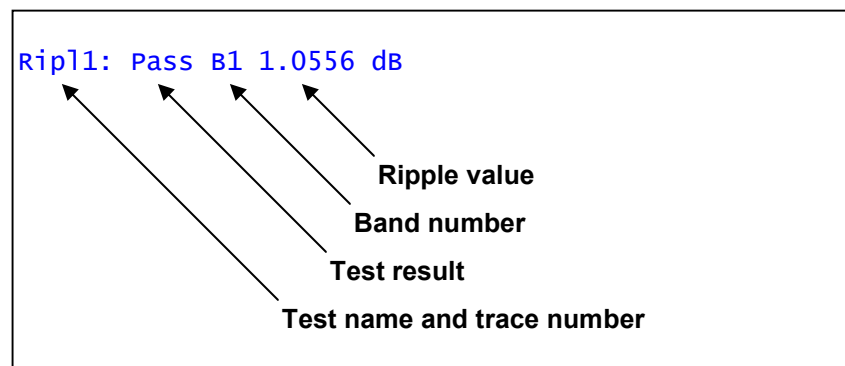 Ripl1: Pass B1 1.0556 dB
Ripple value
Band number
Test result
Test name and trace number